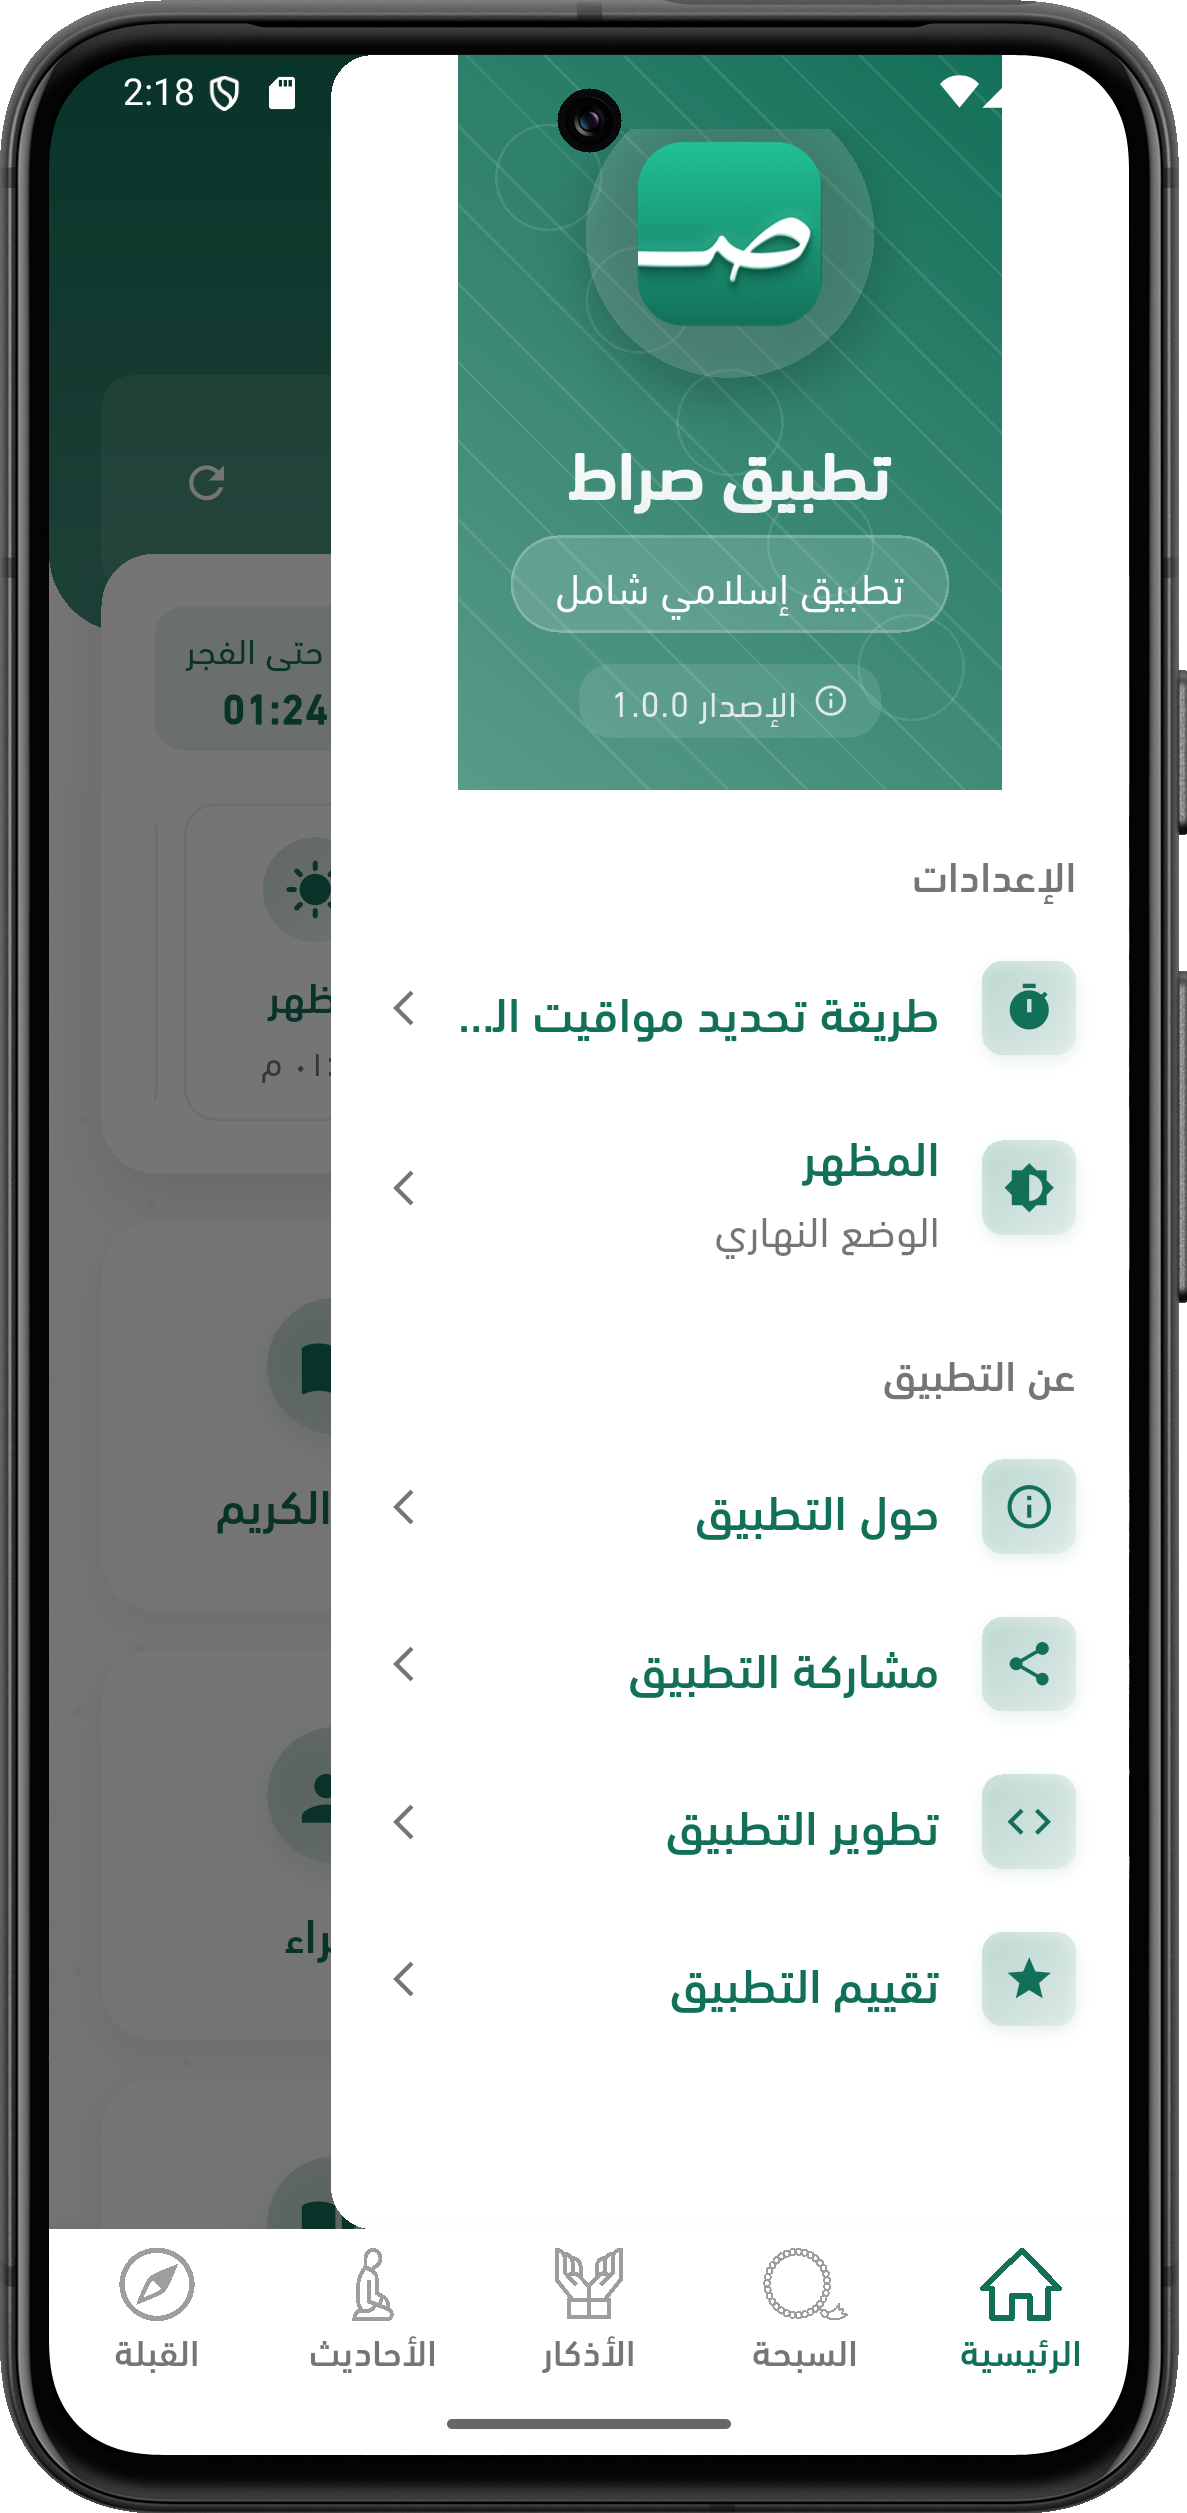 2:18
صـ
تطبيق صراط
تطبيق إسلامي شامل
الإصدار 1.0.0
الإعدادات
طريقة تحديد مواقيت الـ...
المظهر
الوضع النهاري
عن التطبيق
حول التطبيق
مشاركة التطبيق
تطوير التطبيق
تقييم التطبيق
حتى الفجر
01:24
ظهر
٠١: م
الكريم
راء
الرئيسية
السبحة
الأذكار
الأحاديث
القبلة